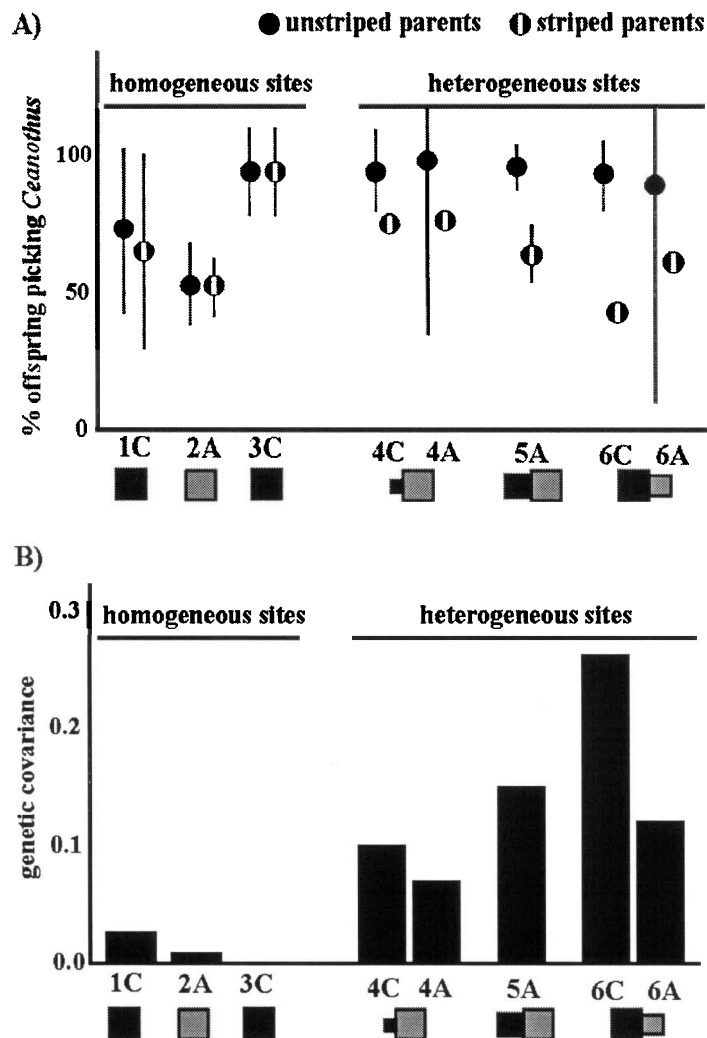 A)
unstriped parents striped parents
homogeneous sites heterogeneous sites
% offspring picking Ceanothus
100
50
0
1C 2A 3C 4C 4A 5A 6C 6A
B)
homogeneous sites heterogeneous sites
genetic covariance
0.3
0.2
0.1
0.0
1C 2A 3C 4C 4A 5A 6C 6A